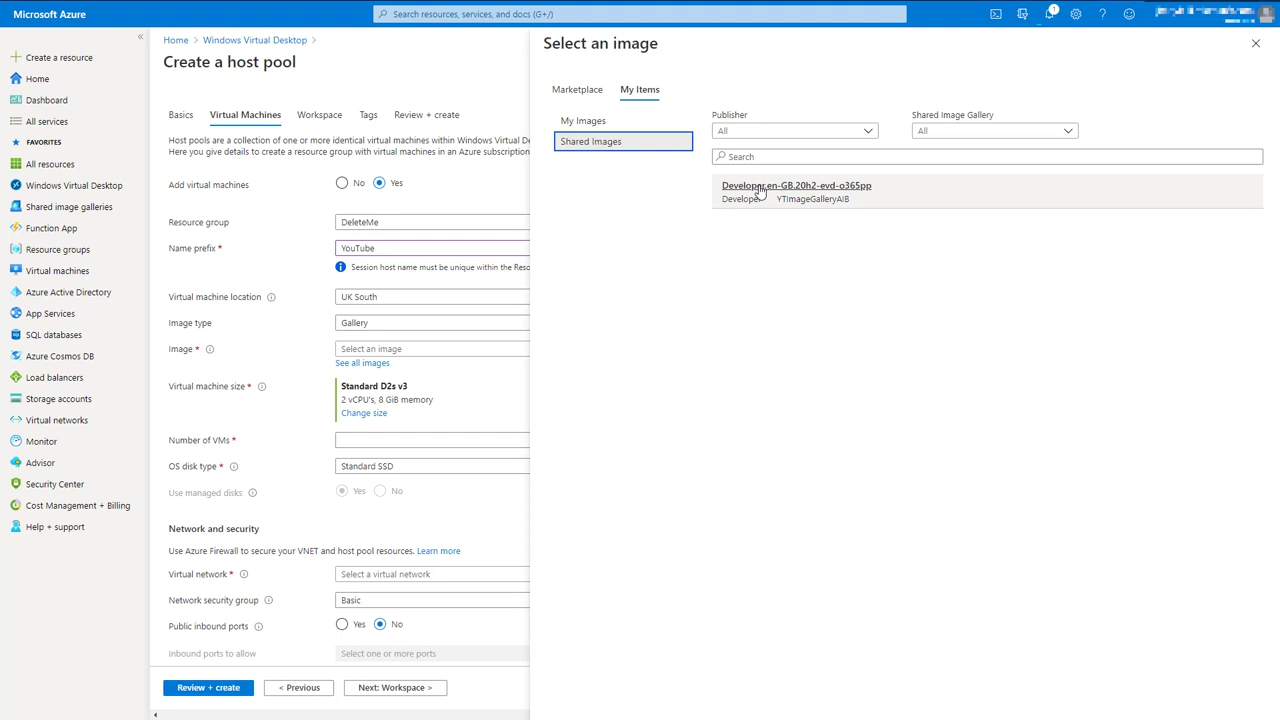 Microsoft Azure
Search resources, services, and docs (G+/)
1
Create a resource
Home
Dashboard
All services
FAVORITES
All resources
Windows Virtual Desktop
Shared image galleries
Function App
Resource groups
Virtual machines
Azure Active Directory
App Services
SQL databases
Azure Cosmos DB
Load balancers
Storage accounts
Virtual networks
Monitor
Advisor
Security Center
Cost Management + Billing
Help + support
Home > Windows Virtual Desktop >
Create a host pool
Basics Virtual Machines Workspace Tags Review + create
Host pools are a collection of one or more identical virtual machines within Windows Virtual De
Here you give details to create a resource group with virtual machines in an Azure subscription
Add virtual machines No Yes
Resource group DeleteMe
Name prefix * YouTube
Session host name must be unique within the Reso
Virtual machine location UK South
Image type Gallery
Image * Select an image
See all images
Virtual machine size * Standard D2s v3
2 vCPU's, 8 GiB memory
Change size
Number of VMs *
OS disk type * Standard SSD
Use managed disks Yes No
Network and security
Use Azure Firewall to secure your VNET and host pool resources. Learn more
Virtual network * Select a virtual network
Network security group Basic
Public inbound ports Yes No
Inbound ports to allow Select one or more ports
Review + create < Previous Next: Workspace >
Select an image
Marketplace My Items
My Images
Shared Images
Publisher Shared Image Gallery
All All
Search
Developer.en-GB.20h2-evd-o365pp
Developer YTImageGalleryAIB